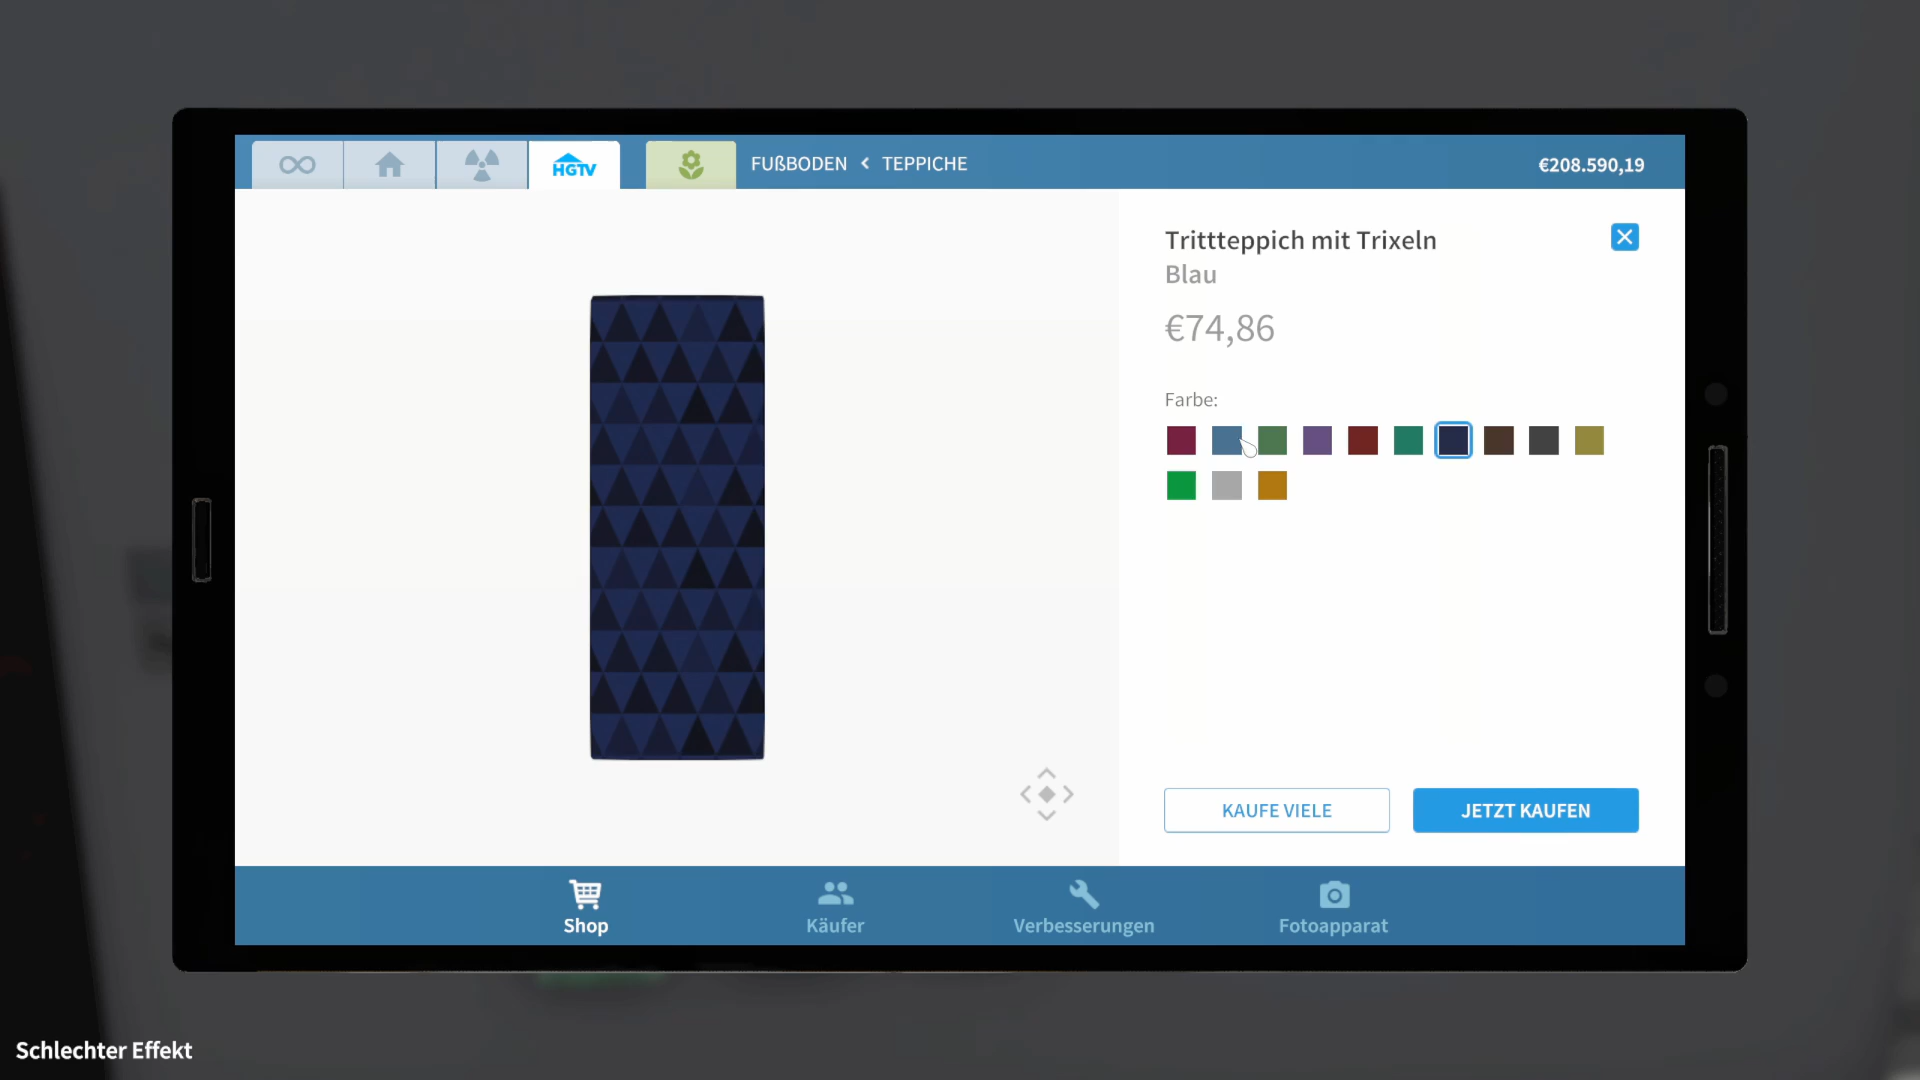 HGTV
FUßBODEN < TEPPICHE
€208.590,19
Trittteppich mit Trixeln
Blau
€74,86
Farbe:
KAUFE VIELE
JETZT KAUFEN
Shop
Käufer
Verbesserungen
Fotoapparat
Schlechter Effekt